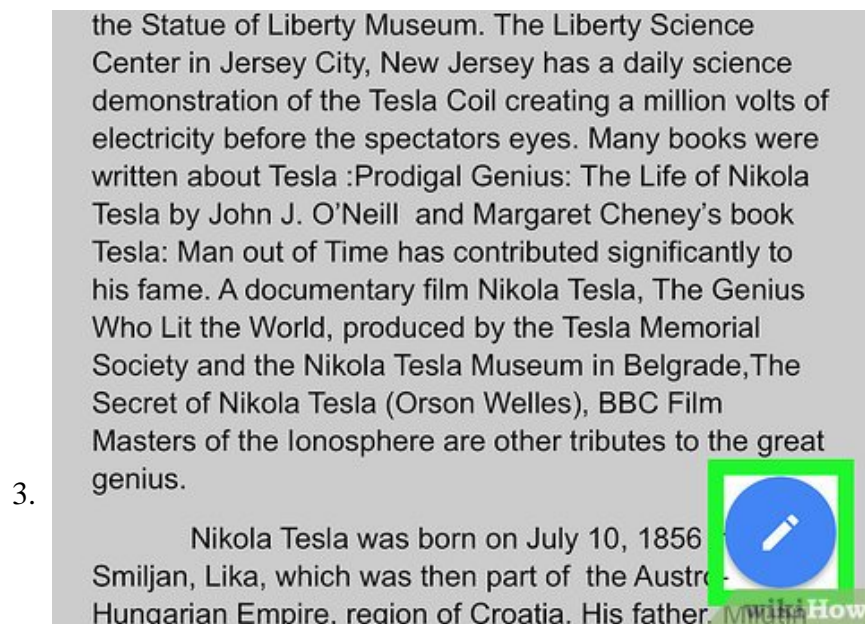 the Statue of Liberty Museum. The Liberty Science
Center in Jersey City, New Jersey has a daily science
demonstration of the Tesla Coil creating a million volts of
electricity before the spectators eyes. Many books were
written about Tesla :Prodigal Genius: The Life of Nikola
Tesla by John J. O’Neill  and Margaret Cheney’s book
Tesla: Man out of Time has contributed significantly to
his fame. A documentary film Nikola Tesla, The Genius
Who Lit the World, produced by the Tesla Memorial
Society and the Nikola Tesla Museum in Belgrade,The
Secret of Nikola Tesla (Orson Welles), BBC Film
Masters of the Ionosphere are other tributes to the great
genius.
3.
Nikola Tesla was born on July 10, 1856
Smiljan, Lika, which was then part of  the Austro-
Hungarian Empire, region of Croatia. His father,
wikiHow